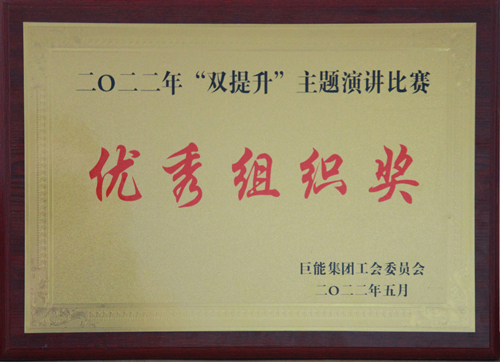 二〇二二年“双提升”主题演讲比赛
优秀组织奖
巨能集团工会委员会
二〇二二年五月